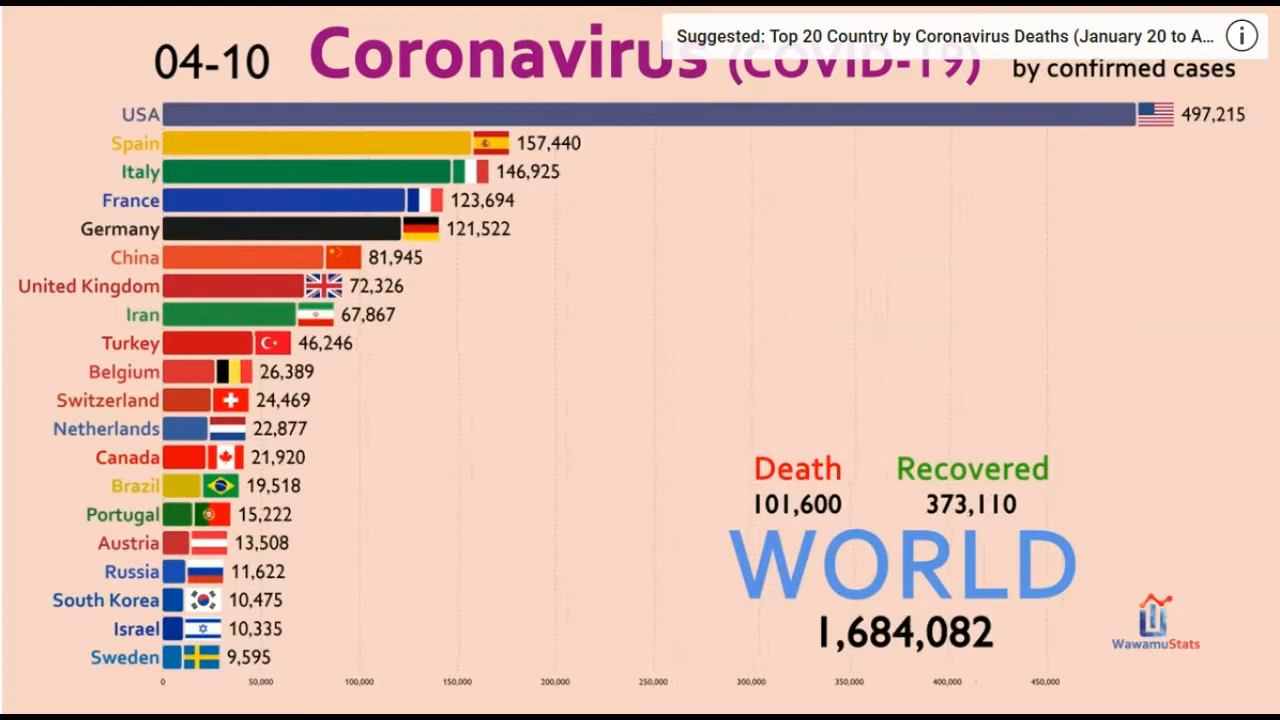 04-10 Coronavirus (COVID-19) by confirmed cases
Suggested: Top 20 Country by Coronavirus Deaths (January 20 to A...
USA 497,215
Spain 157,440
Italy 146,925
France 123,694
Germany 121,522
China 81,945
United Kingdom 72,326
Iran 67,867
Turkey 46,246
Belgium 26,389
Switzerland 24,469
Netherlands 22,877
Canada 21,920
Brazil 19,518
Portugal 15,222
Austria 13,508
Russia 11,622
South Korea 10,475
Israel 10,335
Sweden 9,595
Death Recovered
101,600 373,110
WORLD
1,684,082
WawamuStats
0 50,000 100,000 150,000 200,000 250,000 300,000 350,000 400,000 450,000